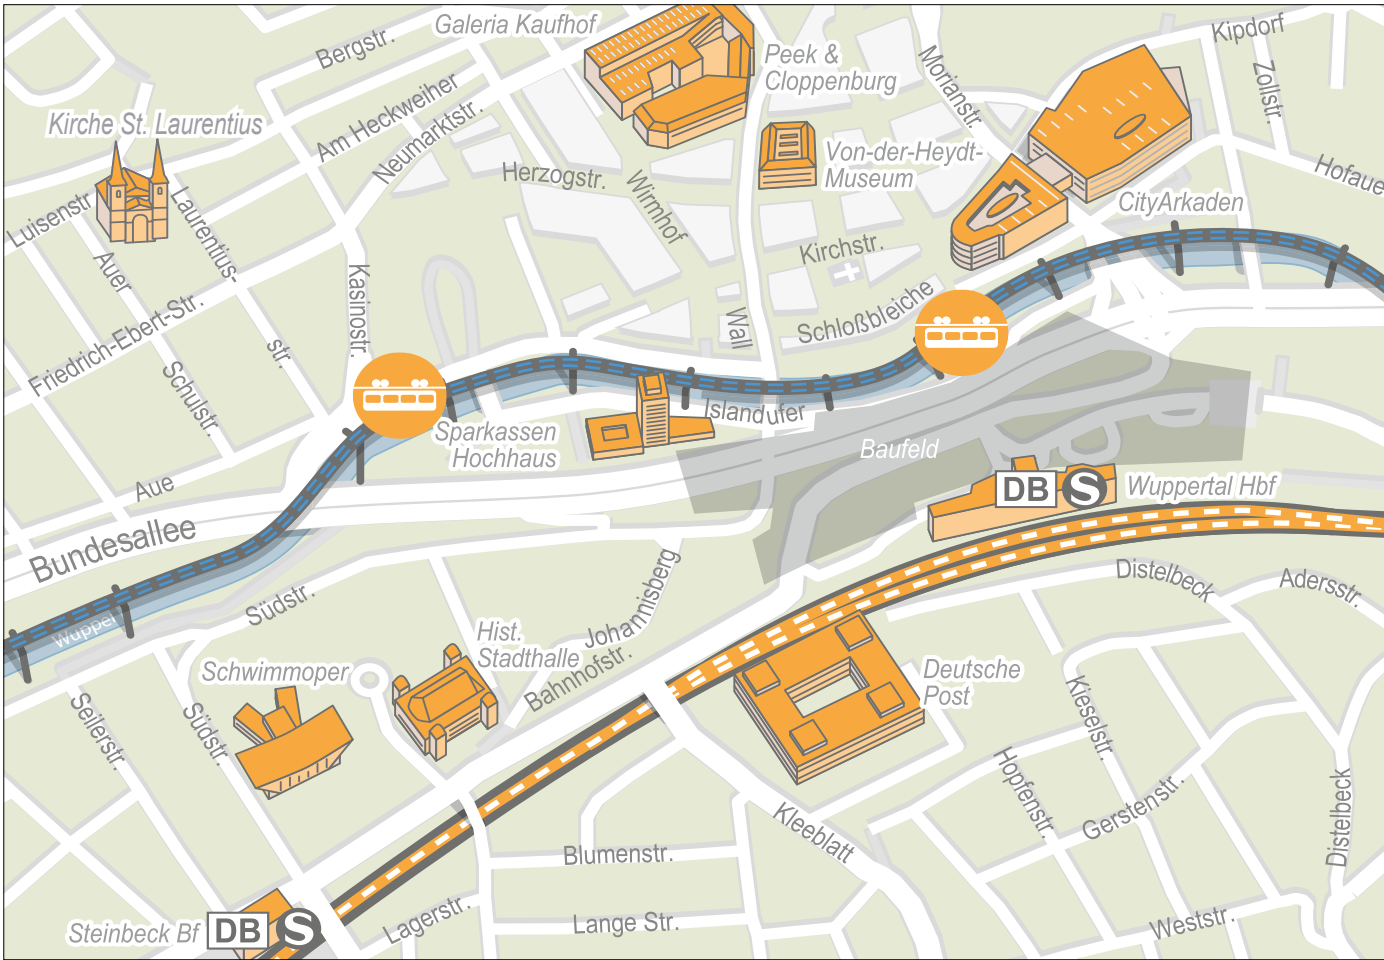 Galeria Kaufhof
Bergstr.
Kipdorf
Peek &
Cloppenburg
Morianstr.
Zollstr.
Kirche St. Laurentius
Am Heckweiher
Neumarktstr.
Herzogstr.
Wirmhof
Von-der-Heydt-
Museum
Hofaue
Luisenstr
Laurentius-
str.
Auer
Schulstr.
CityArkaden
Kirchstr.
Kasinostr.
Friedrich-Ebert-Str.
Wall
Schloßbleiche
Islandufer
Sparkassen
Hochhaus
Baufeld
Aue
DB S
Wuppertal Hbf
Bundesallee
Distelbeck
Adersstr.
Südstr.
Johannisberg
Wupper
Hist.
Stadthalle
Schwimmoper
Bahnhofstr.
Deutsche
Post
Seilerstr.
Südstr.
Kieselstr.
Hopfenstr.
Gerstenstr.
Distelbeck
Kleeblatt
Blumenstr.
Lagerstr.
Lange Str.
Weststr.
Steinbeck Bf
DB S